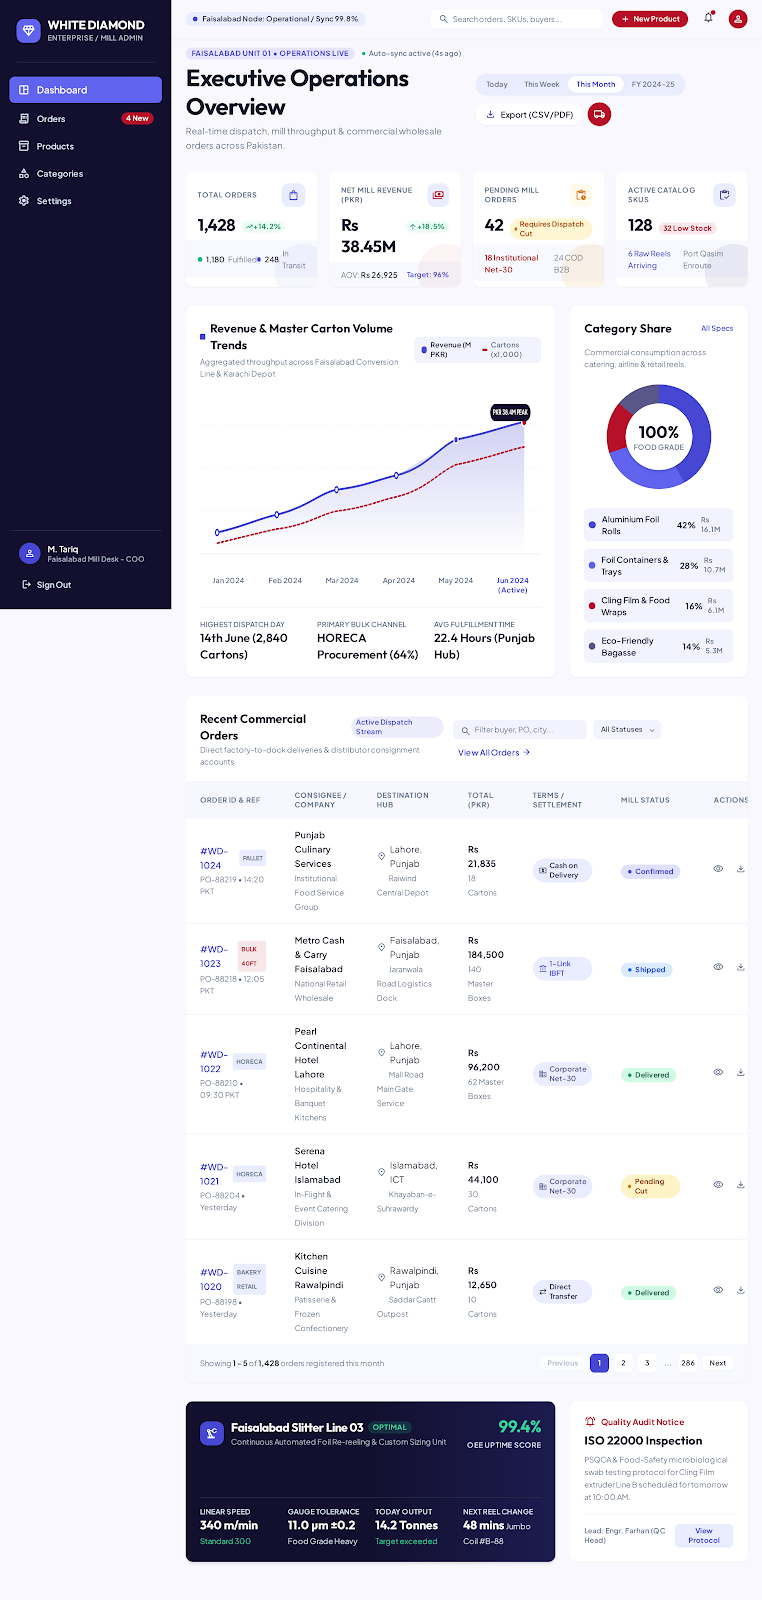 WHITE DIAMOND
ENTERPRISE / MILL ADMIN
Dashboard
Orders
4 New
Products
Categories
Settings
M. Tariq
Faisalabad Mill Desk – COO
Sign Out
Faisalabad Node: Operational / Sync 99.8%
Search orders, SKUs, buyers...
+ New Product
FAISALABAD UNIT 01 • OPERATIONS LIVE
Auto-sync active (4s ago)
Executive Operations
Overview
Real-time dispatch, mill throughput & commercial wholesale
orders across Pakistan.
Today
This Week
This Month
FY 2024-25
Export (CSV/PDF)
TOTAL ORDERS
1,428
+14.2%
1,180 Fulfilled
248 In
Transit
NET MILL REVENUE
(PKR)
Rs
38.45M
+18.5%
AOV: Rs 26,925
Target: 96%
PENDING MILL
ORDERS
42
Requires Dispatch
Cut
18 Institutional
Net-30
24 COD
B2B
ACTIVE CATALOG
SKUS
128
32 Low Stock
6 Raw Reels
Arriving
Port Qasim
Enroute
Revenue & Master Carton Volume
Trends
Aggregated throughput across Faisalabad Conversion
Line & Karachi Depot
Revenue (M
PKR)
Cartons
(x1,000)
PKR 38.4M PEAK
Jan 2024
Feb 2024
Mar 2024
Apr 2024
May 2024
Jun 2024
(Active)
HIGHEST DISPATCH DAY
14th June (2,840
Cartons)
PRIMARY BULK CHANNEL
HORECA
Procurement (64%)
AVG FULFILLMENT TIME
22.4 Hours (Punjab
Hub)
Category Share
All Specs
Commercial consumption across
catering, airline & retail reels.
100%
FOOD GRADE
Aluminium Foil
Rolls
42%
Rs
16.1M
Foil Containers &
Trays
28%
Rs
10.7M
Cling Film & Food
Wraps
16%
Rs
6.1M
Eco-Friendly
Bagasse
14%
Rs
5.3M
Recent Commercial
Orders
Active Dispatch
Stream
Direct factory-to-dock deliveries & distributor consignment
accounts
Filter buyer, PO, city...
All Statuses
View All Orders →
ORDER ID & REF
CONSIGNEE /
COMPANY
DESTINATION
HUB
TOTAL
(PKR)
TERMS /
SETTLEMENT
MILL STATUS
ACTIONS
#WD-
1024
PALLET
PO-88219 • 14:20
PKT
Punjab
Culinary
Services
Institutional
Food Service
Group
Lahore,
Punjab
Raiwind
Central Depot
Rs
21,835
18
Cartons
Cash on
Delivery
Confirmed
#WD-
1023
BULK
40FT
PO-88218 • 12:05
PKT
Metro Cash
& Carry
Faisalabad
National Retail
Wholesale
Faisalabad,
Punjab
Jaranwala
Road Logistics
Dock
Rs
184,500
140
Master
Boxes
1-Link
IBFT
Shipped
#WD-
1022
HORECA
PO-88210 •
09:30 PKT
Pearl
Continental
Hotel
Lahore
Hospitality &
Banquet
Kitchens
Lahore,
Punjab
Mall Road
Main Gate
Service
Rs
96,200
62 Master
Boxes
Corporate
Net-30
Delivered
#WD-
1021
HORECA
PO-88204 •
Yesterday
Serena
Hotel
Islamabad
In-Flight &
Event Catering
Division
Islamabad,
ICT
Khayaban-e-
Suhrawardy
Rs
44,100
30
Cartons
Corporate
Net-30
Pending
Cut
#WD-
1020
BAKERY
RETAIL
PO-88198 •
Yesterday
Kitchen
Cuisine
Rawalpindi
Patisserie &
Frozen
Confectionery
Rawalpindi,
Punjab
Saddar Cantt
Outpost
Rs
12,650
10
Cartons
Direct
Transfer
Delivered
Showing 1 – 5 of 1,428 orders registered this month
Previous
1
2
3
...
286
Next
Faisalabad Slitter Line 03
OPTIMAL
Continuous Automated Foil Re-reeling & Custom Sizing Unit
99.4%
OEE UPTIME SCORE
LINEAR SPEED
340 m/min
Standard 300
GAUGE TOLERANCE
11.0 µm ±0.2
Food Grade Heavy
TODAY OUTPUT
14.2 Tonnes
Target exceeded
NEXT REEL CHANGE
48 mins Jumbo
Coil #B-88
Quality Audit Notice
ISO 22000 Inspection
PSQCA & Food-Safety microbiological
swab testing protocol for Cling Film
extruder Line B scheduled for tomorrow
at 10:00 AM.
Lead: Engr. Farhan (QC
Head)
View
Protocol